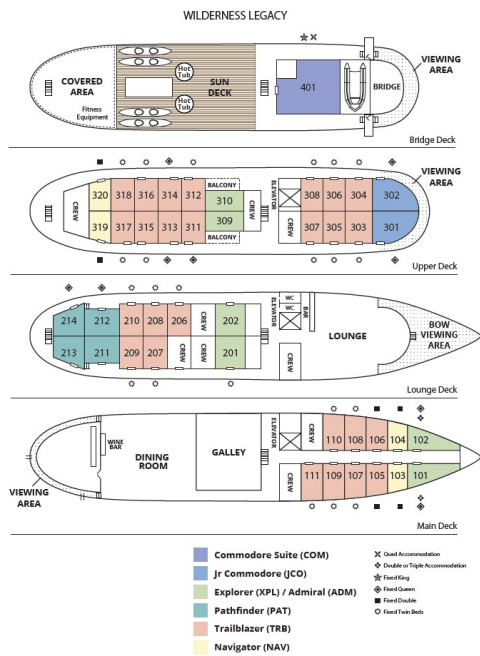 WILDERNESS LEGACY
COVERED
AREA
Fitness
Equipment
Hot
Tub
Hot
Tub
SUN
DECK
401
BRIDGE
VIEWING
AREA
Bridge Deck
CREW
320 318 316 314 312
319 317 315 313 311
BALCONY
310
309
BALCONY
CREW
ELEVATOR
CREW
308 306 304 302
307 305 303 301
VIEWING
AREA
Upper Deck
214 212 210 208 206 CREW 202
213 211 209 207 CREW CREW 201
ELEVATOR
WC
WC
BAR
CREW
LOUNGE
BOW
VIEWING
AREA
Lounge Deck
VIEWING
AREA
WINE
BAR
DINING
ROOM
GALLEY
ELEVATOR
CREW
CREW
110 108 106 104 102
111 109 107 105 103 101
Main Deck
Commodore Suite (COM)
Jr Commodore (JCO)
Explorer (XPL) / Admiral (ADM)
Pathfinder (PAT)
Trailblazer (TRB)
Navigator (NAV)
Quad Accommodation
Double or Triple Accommodation
Fixed King
Fixed Queen
Fixed Double
Fixed Twin Beds